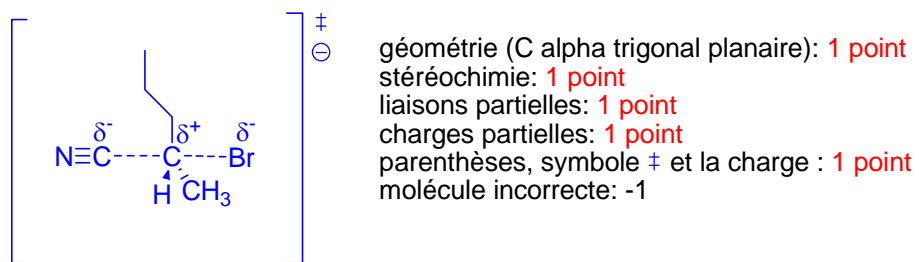 ‡
⊖
δ⁻ δ⁺ δ⁻
N≡C----C----Br
H CH₃
géométrie (C alpha trigonal planaire): 1 point
stéréochimie: 1 point
liaisons partielles: 1 point
charges partielles: 1 point
parenthèses, symbole ‡ et la charge : 1 point
molécule incorrecte: -1